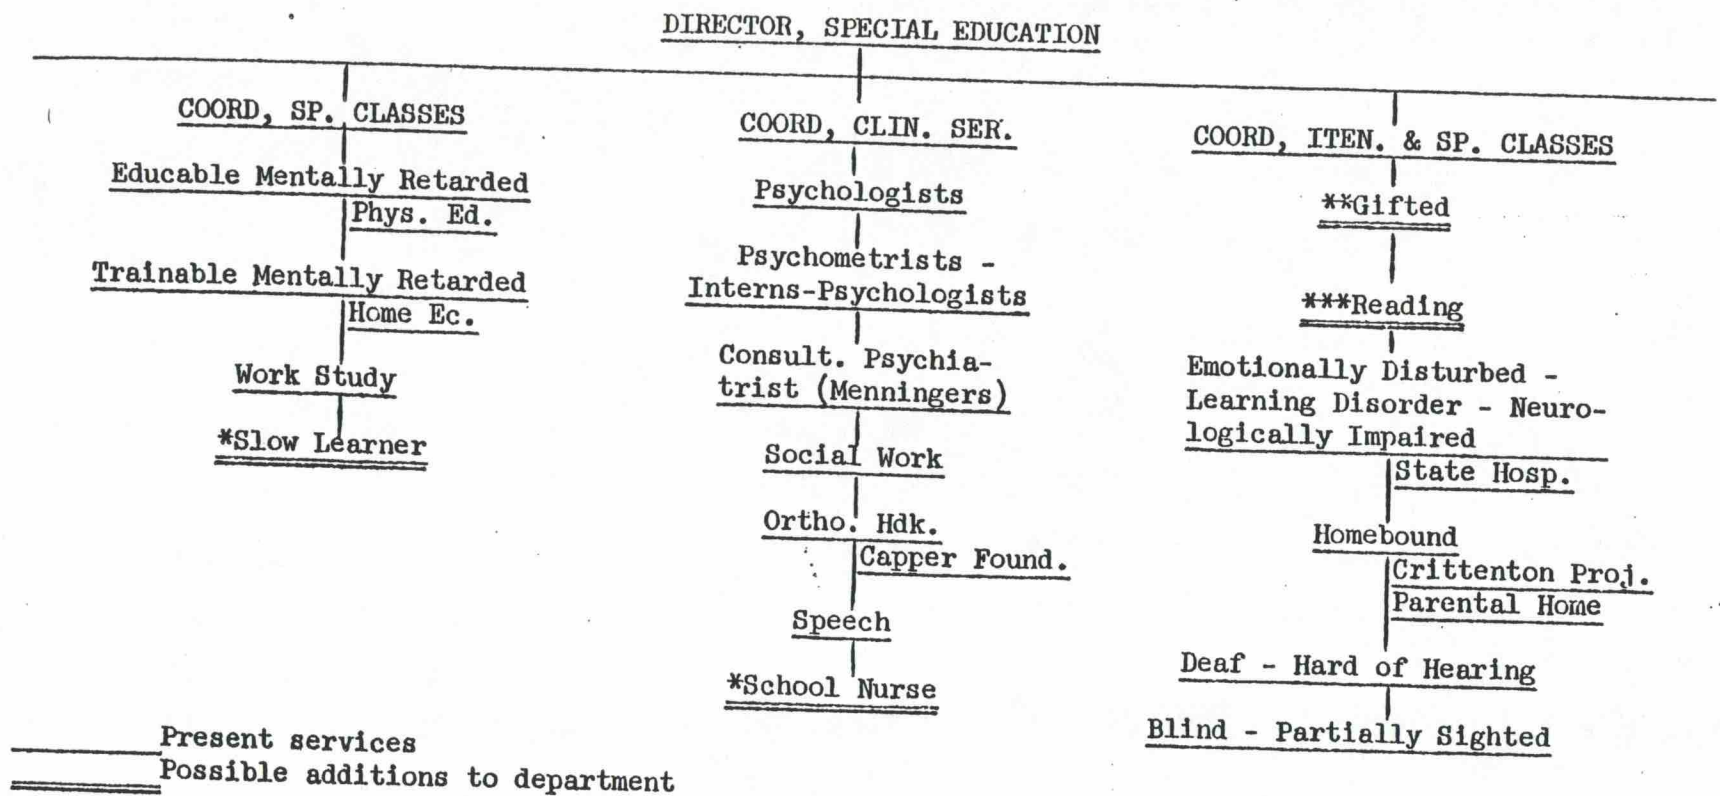 DIRECTOR, SPECIAL EDUCATION
COORD, SP. CLASSES
Educable Mentally Retarded
Phys. Ed.
Trainable Mentally Retarded
Home Ec.
Work Study
*Slow Learner
COORD, CLIN. SER.
Psychologists
Psychometrists -
Interns-Psychologists
Consult. Psychia-
trist (Menningers)
Social Work
Ortho. Hdk.
Capper Found.
Speech
*School Nurse
COORD, ITEN. & SP. CLASSES
**Gifted
***Reading
Emotionally Disturbed -
Learning Disorder - Neuro-
logically Impaired
State Hosp.
Homebound
Crittenton Proj.
Parental Home
Deaf - Hard of Hearing
Blind - Partially Sighted
Present services
Possible additions to department